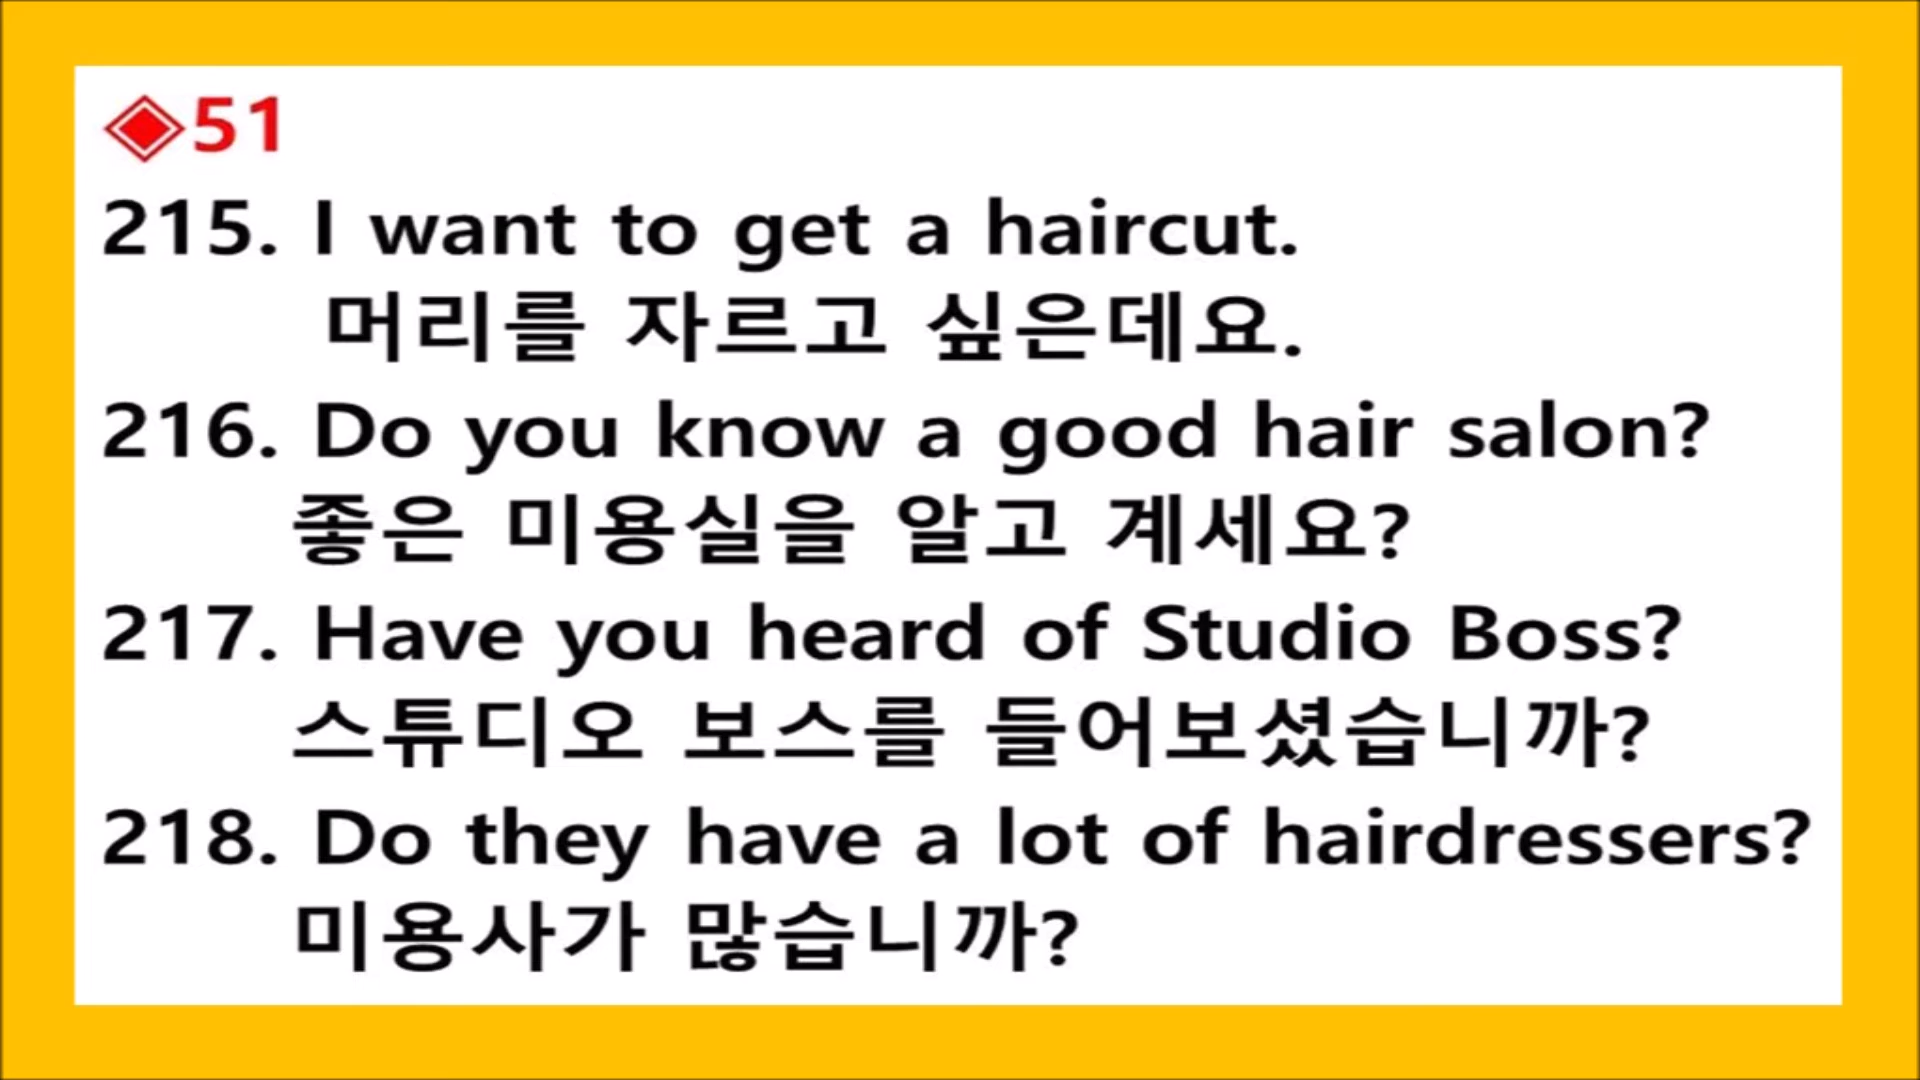 ◈51
215. I want to get a haircut.
머리를 자르고 싶은데요.
216. Do you know a good hair salon?
좋은 미용실을 알고 계세요?
217. Have you heard of Studio Boss?
스튜디오 보스를 들어보셨습니까?
218. Do they have a lot of hairdressers?
미용사가 많습니까?